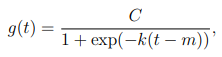 g(t) = C / (1 + exp(−k(t − m))),